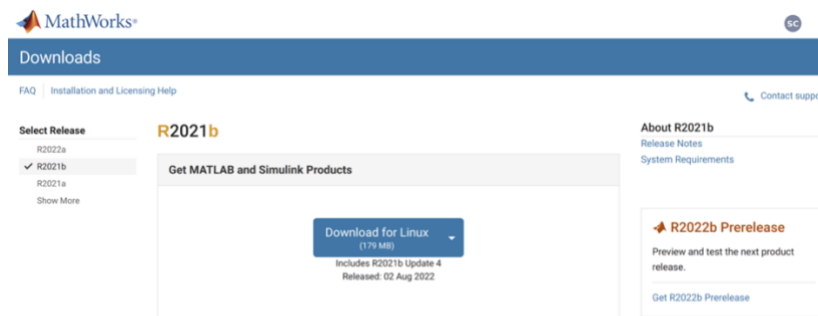 MathWorks®
SC
Downloads
FAQ Installation and Licensing Help
Contact suppo
Select Release
R2022a
R2021b
R2021a
Show More
R2021b
Get MATLAB and Simulink Products
Download for Linux
(179 MB)
Includes R2021b Update 4
Released: 02 Aug 2022
About R2021b
Release Notes
System Requirements
R2022b Prerelease
Preview and test the next product
release.
Get R2022b Prerelease